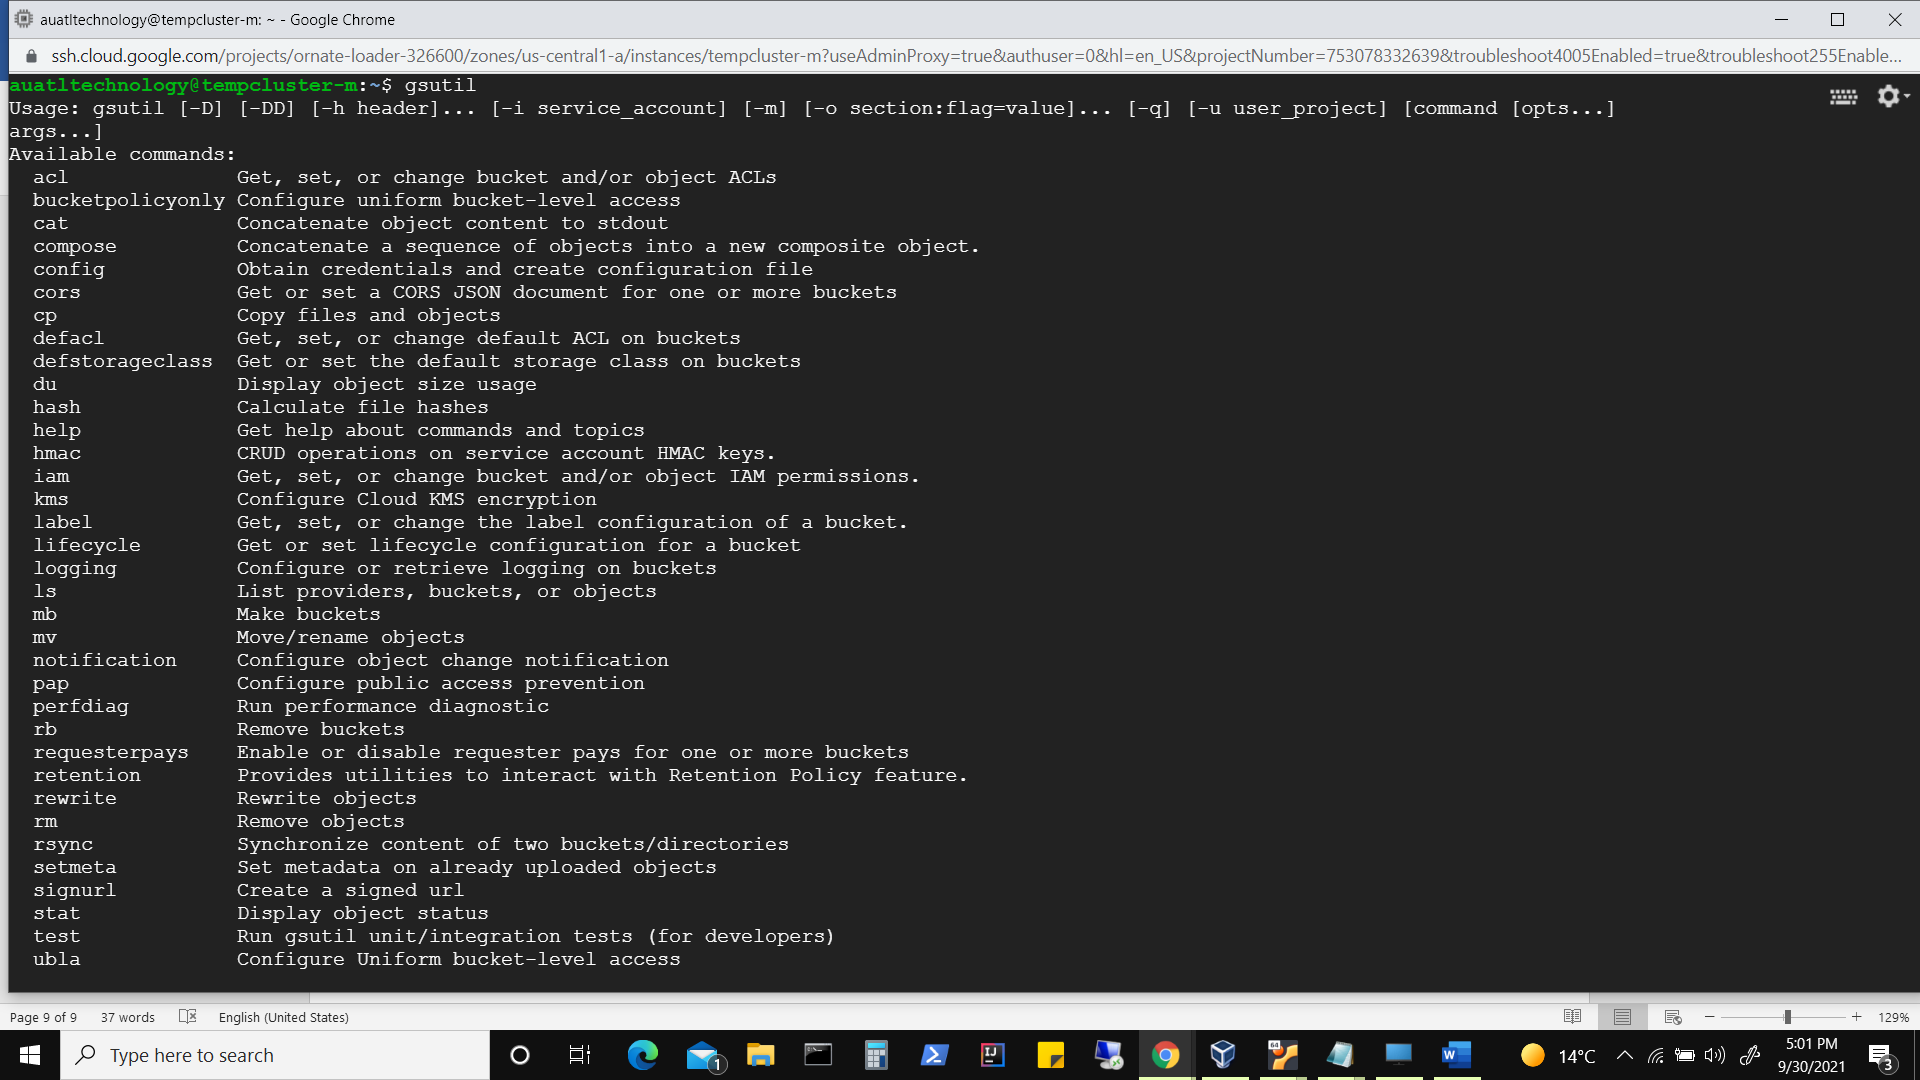 auatltechnology@tempcluster-m: ~ - Google Chrome
ssh.cloud.google.com/projects/ornate-loader-326600/zones/us-central1-a/instances/tempcluster-m?useAdminProxy=true&authuser=0&hl=en_US&projectNumber=753078332639&troubleshoot4005Enabled=true&troubleshoot255Enable...
auatltechnology@tempcluster-m:~$ gsutil
Usage: gsutil [-D] [-DD] [-h header]... [-i service_account] [-m] [-o section:flag=value]... [-q] [-u user_project] [command [opts...]
args...]
Available commands:
acl Get, set, or change bucket and/or object ACLs
bucketpolicyonly Configure uniform bucket-level access
cat Concatenate object content to stdout
compose Concatenate a sequence of objects into a new composite object.
config Obtain credentials and create configuration file
cors Get or set a CORS JSON document for one or more buckets
cp Copy files and objects
defacl Get, set, or change default ACL on buckets
defstorageclass Get or set the default storage class on buckets
du Display object size usage
hash Calculate file hashes
help Get help about commands and topics
hmac CRUD operations on service account HMAC keys.
iam Get, set, or change bucket and/or object IAM permissions.
kms Configure Cloud KMS encryption
label Get, set, or change the label configuration of a bucket.
lifecycle Get or set lifecycle configuration for a bucket
logging Configure or retrieve logging on buckets
ls List providers, buckets, or objects
mb Make buckets
mv Move/rename objects
notification Configure object change notification
pap Configure public access prevention
perfdiag Run performance diagnostic
rb Remove buckets
requesterpays Enable or disable requester pays for one or more buckets
retention Provides utilities to interact with Retention Policy feature.
rewrite Rewrite objects
rm Remove objects
rsync Synchronize content of two buckets/directories
setmeta Set metadata on already uploaded objects
signurl Create a signed url
stat Display object status
test Run gsutil unit/integration tests (for developers)
ubla Configure Uniform bucket-level access
Page 9 of 9 37 words English (United States) 129%
Type here to search 1 14°C 5:01 PM
9/30/2021 3